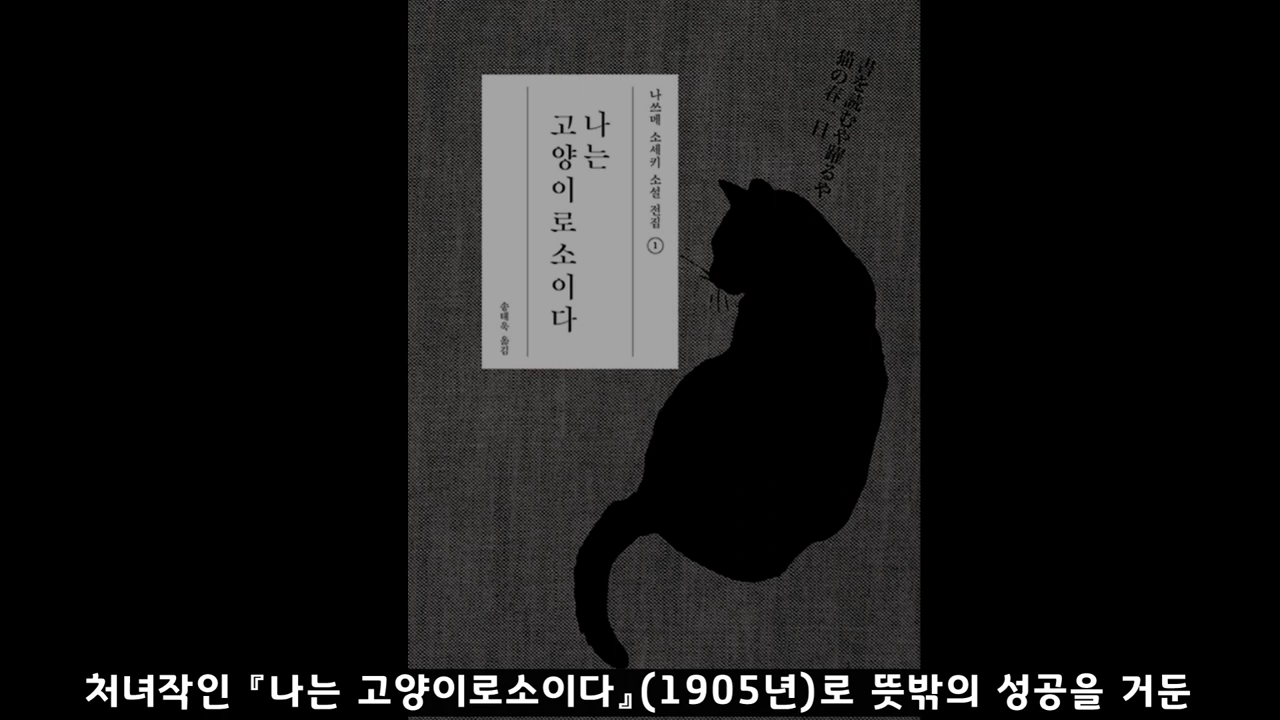 나쓰메 소세키 소설 전집 ①
나는
고양이로소이다
송태욱 옮김
書を読むや躍るや
猫の春一日
처녀작인 『나는 고양이로소이다』(1905년)로 뜻밖의 성공을 거둔